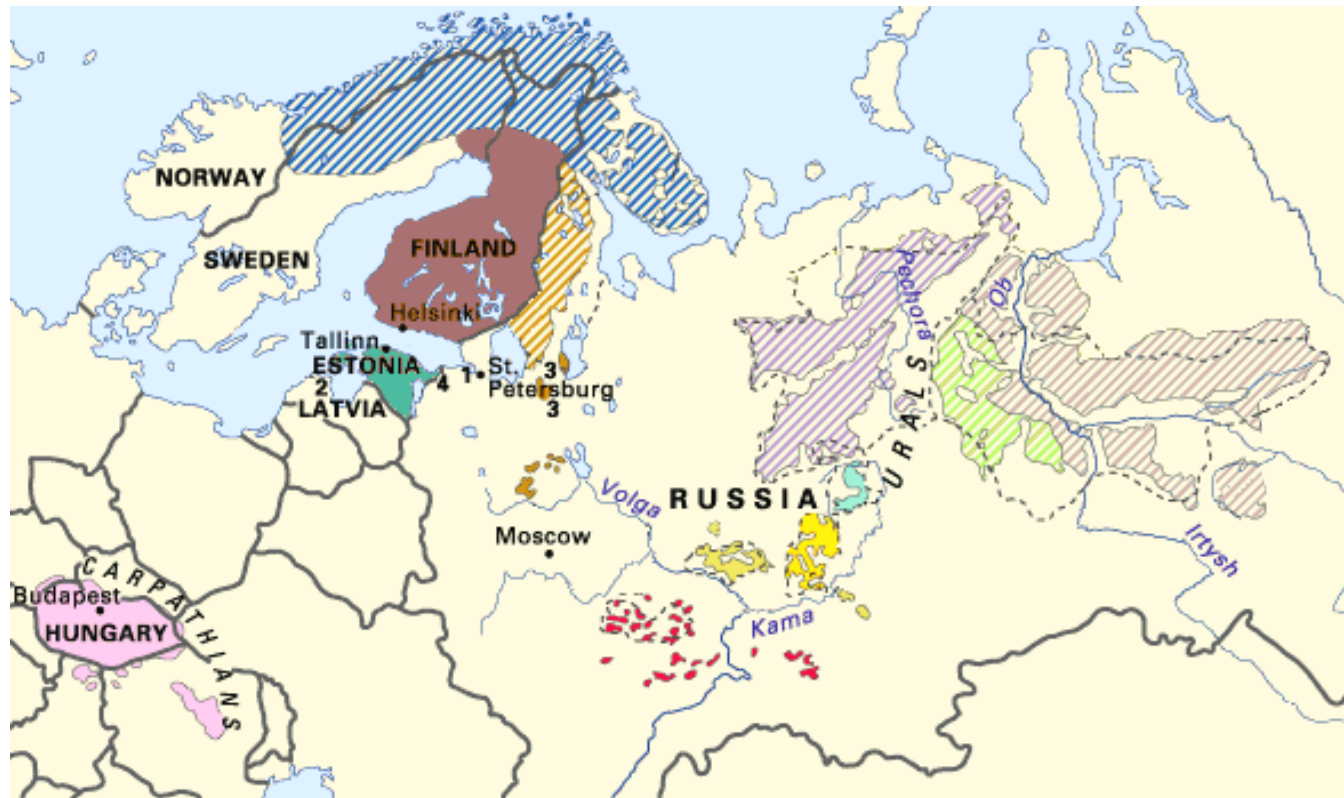 NORWAY
FINLAND
SWEDEN
Pechora
Ob
Helsinki
Tallinn
ESTONIA
3
2
4
1
St.
Petersburg
LATVIA
3
URALS
RUSSIA
Volga
Moscow
Irtysh
CARPATHIANS
Budapest
HUNGARY
Kama